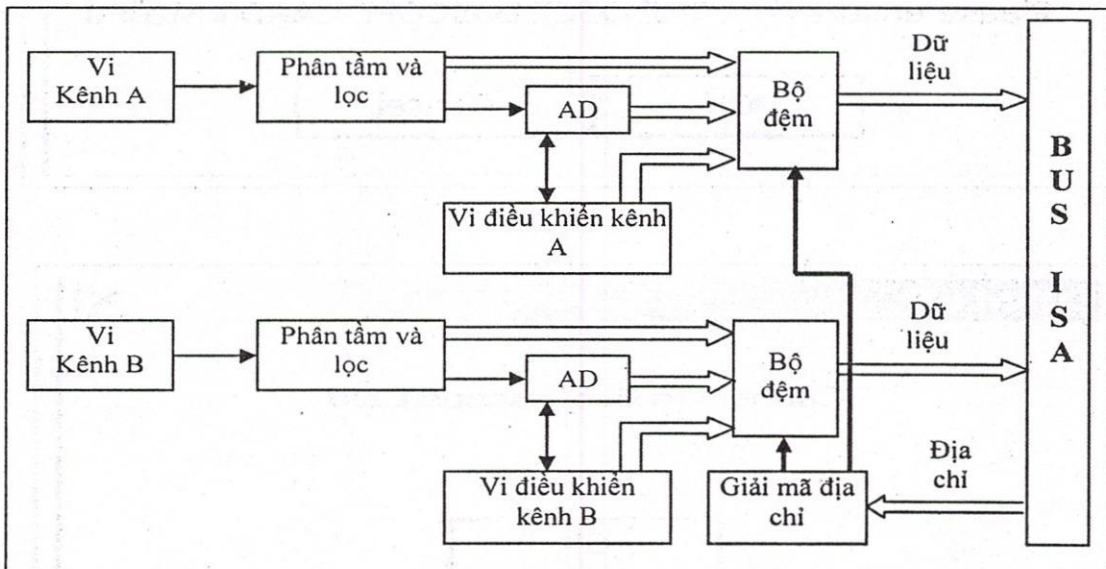 Vi
Kênh A
Phân tầm và
lọc
AD
Bộ
đệm
Dữ
liệu
Vi điều khiển kênh
A
Vi
Kênh B
Phân tầm và
lọc
AD
Bộ
đệm
Dữ
liệu
Vi điều khiển
kênh B
Giải mã địa
chỉ
Địa
chỉ
B
U
S
I
S
A